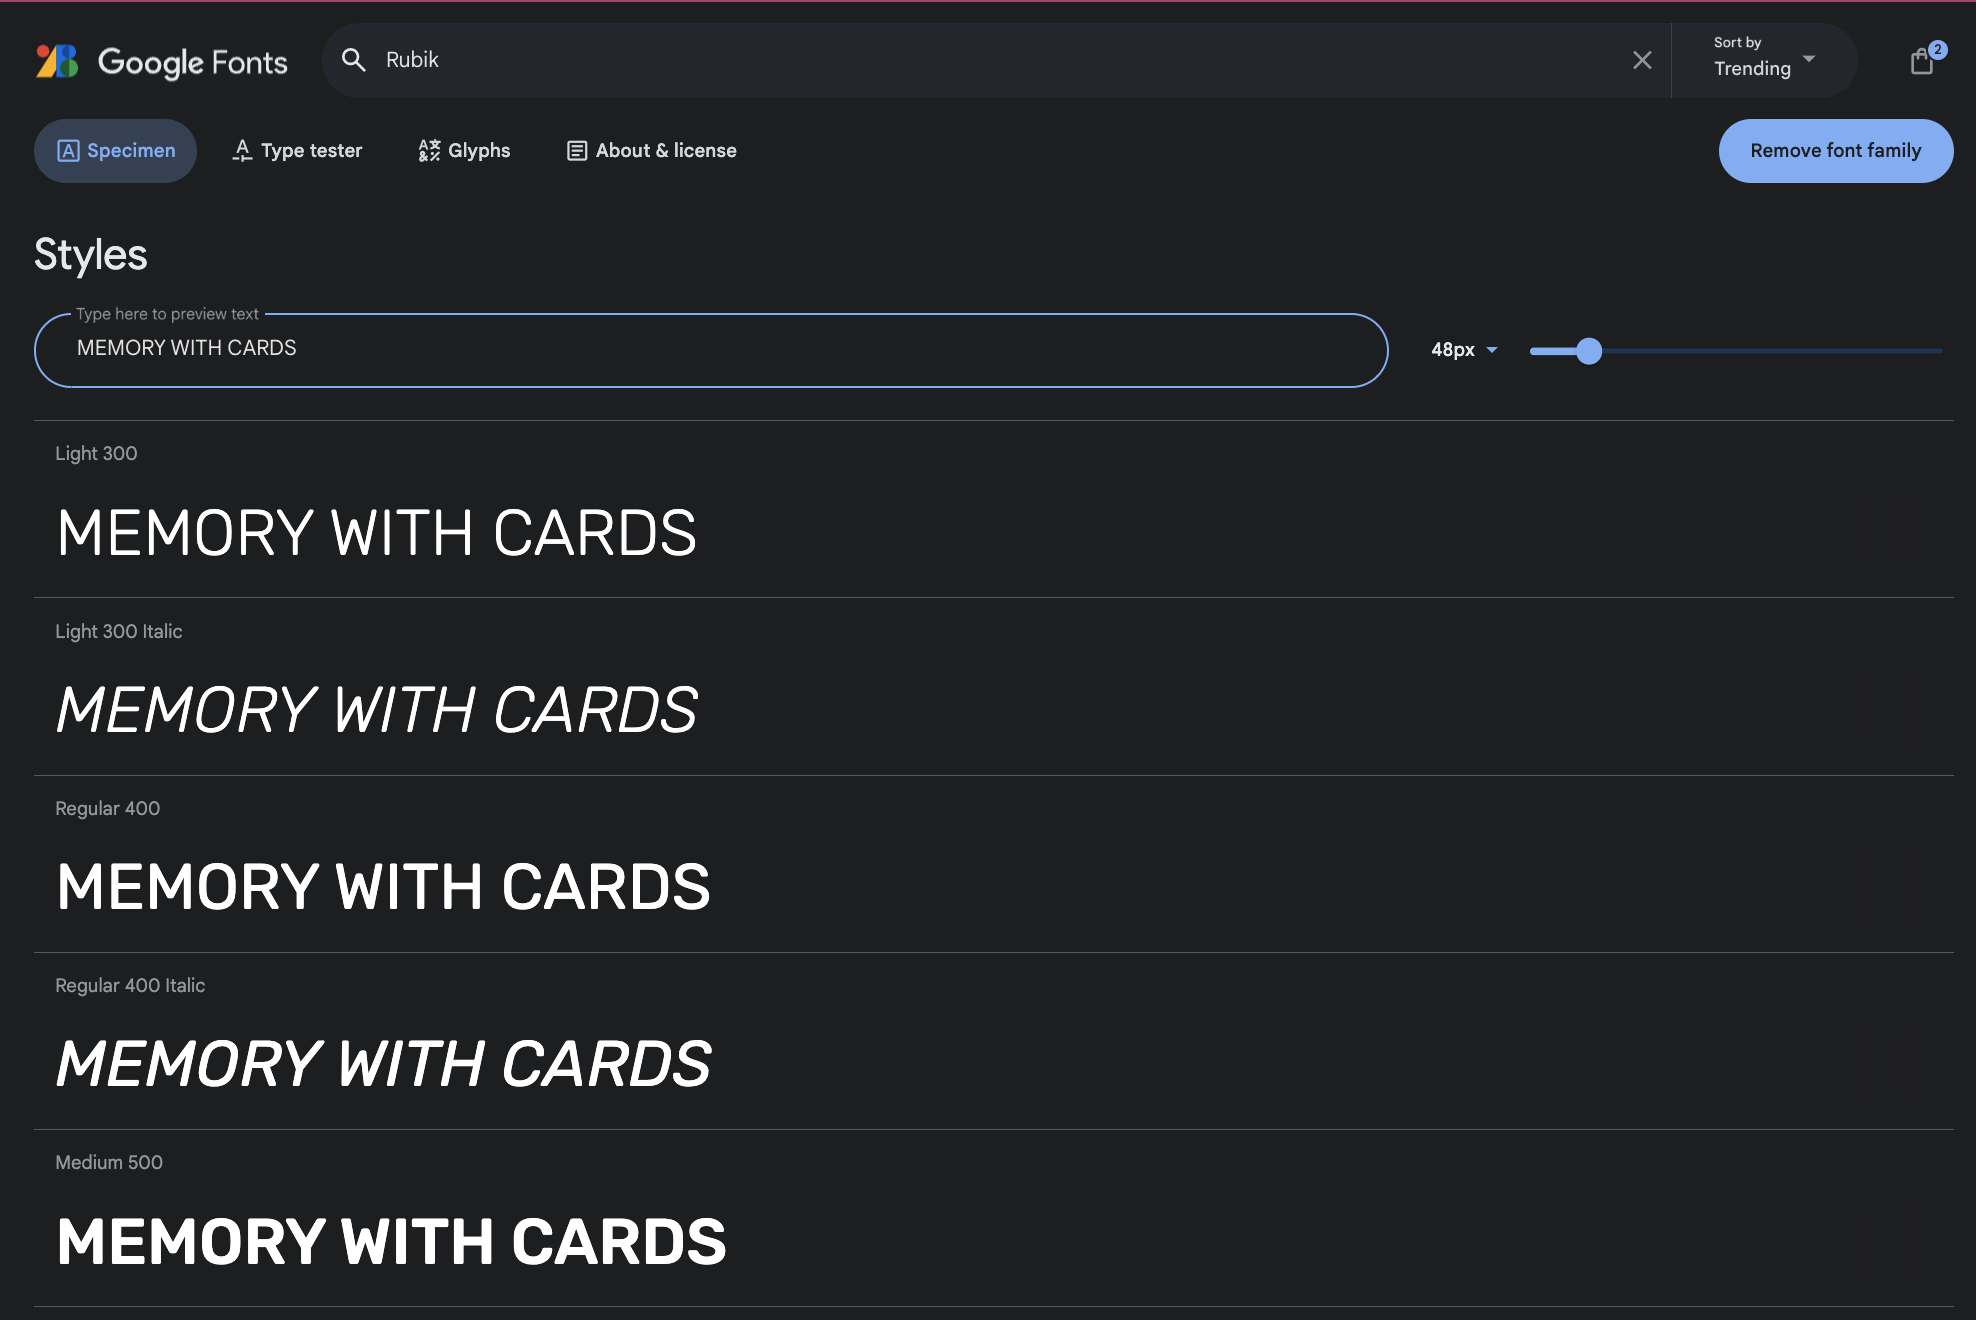 Google Fonts
Rubik
Sort by
Trending
2
Specimen
Type tester
Glyphs
About & license
Remove font family
Styles
Type here to preview text
MEMORY WITH CARDS
48px
Light 300
MEMORY WITH CARDS
Light 300 Italic
MEMORY WITH CARDS
Regular 400
MEMORY WITH CARDS
Regular 400 Italic
MEMORY WITH CARDS
Medium 500
MEMORY WITH CARDS